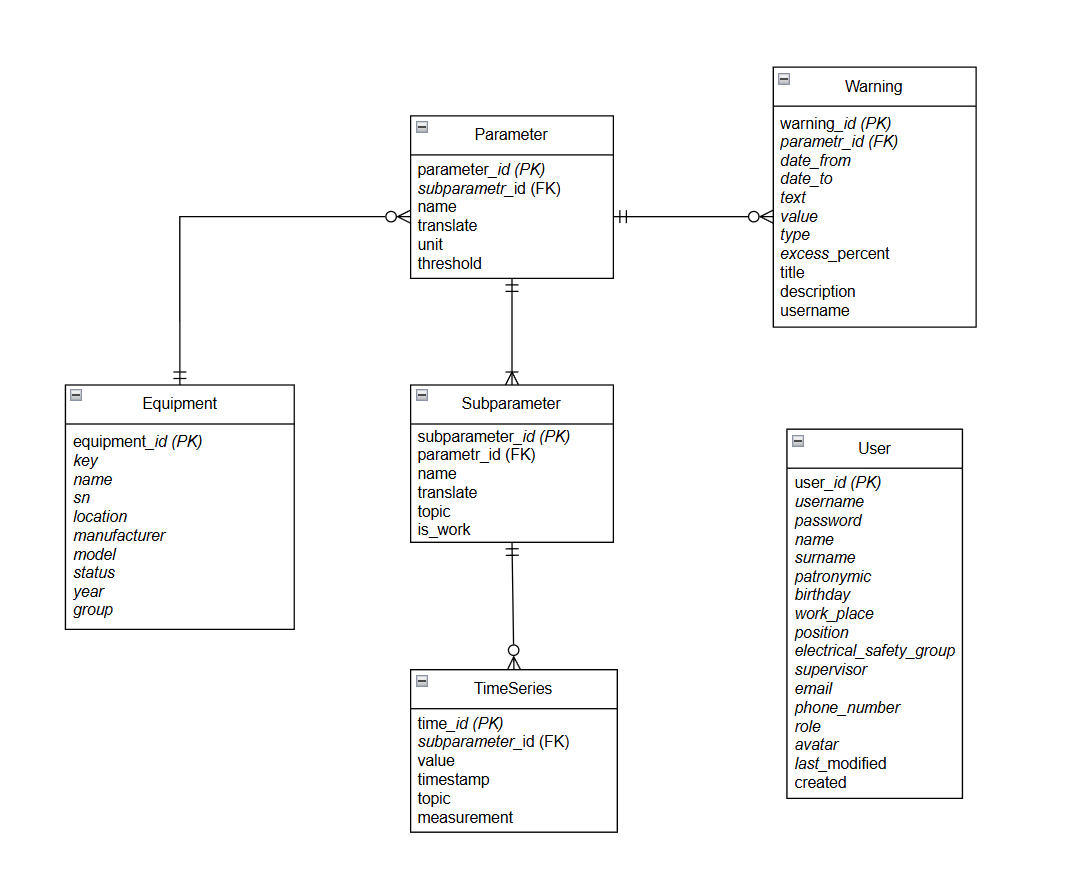 Parameter
parameter_id (PK)
subparametr_id (FK)
name
translate
unit
threshold
Warning
warning_id (PK)
parametr_id (FK)
date_from
date_to
text
value
type
excess_percent
title
description
username
Equipment
equipment_id (PK)
key
name
sn
location
manufacturer
model
status
year
group
Subparameter
subparameter_id (PK)
parametr_id (FK)
name
translate
topic
is_work
User
user_id (PK)
username
password
name
surname
patronymic
birthday
work_place
position
electrical_safety_group
supervisor
email
phone_number
role
avatar
last_modified
created
TimeSeries
time_id (PK)
subparameter_id (FK)
value
timestamp
topic
measurement